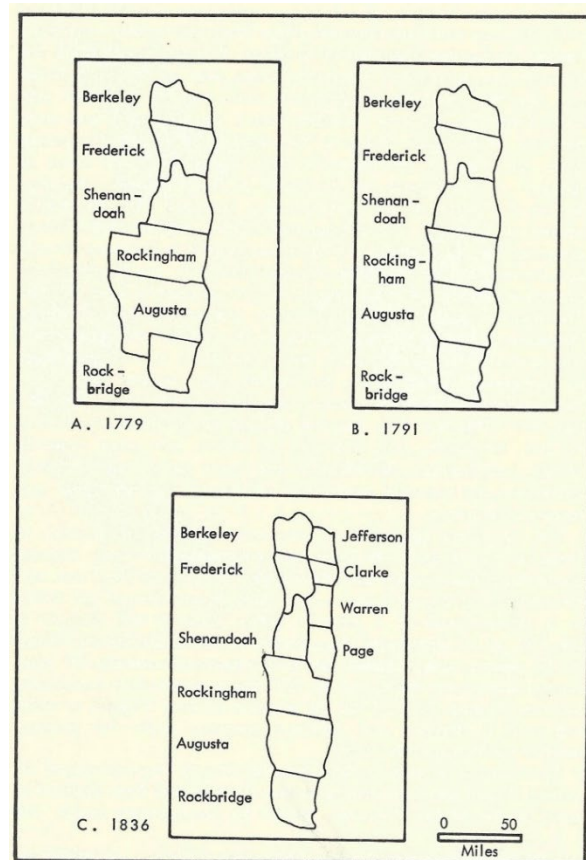 Berkeley
Frederick
Shenan-
doah
Rockingham
Augusta
Rock-
bridge
A. 1779
Berkeley
Frederick
Shenan-
doah
Rocking-
ham
Augusta
Rock-
bridge
B. 1791
Berkeley
Jefferson
Frederick
Clarke
Warren
Shenandoah
Page
Rockingham
Augusta
Rockbridge
C. 1836
0 50
Miles